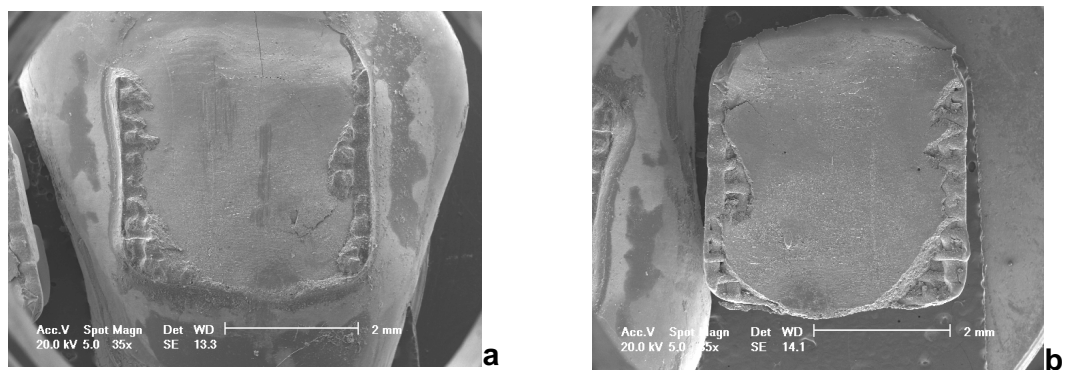 Acc.V Spot Magn Det WD 2 mm
20.0 kV 5.0 35x SE 13.3
a
Acc.V Spot Magn Det WD 2 mm
20.0 kV 5.0 35x SE 14.1
b